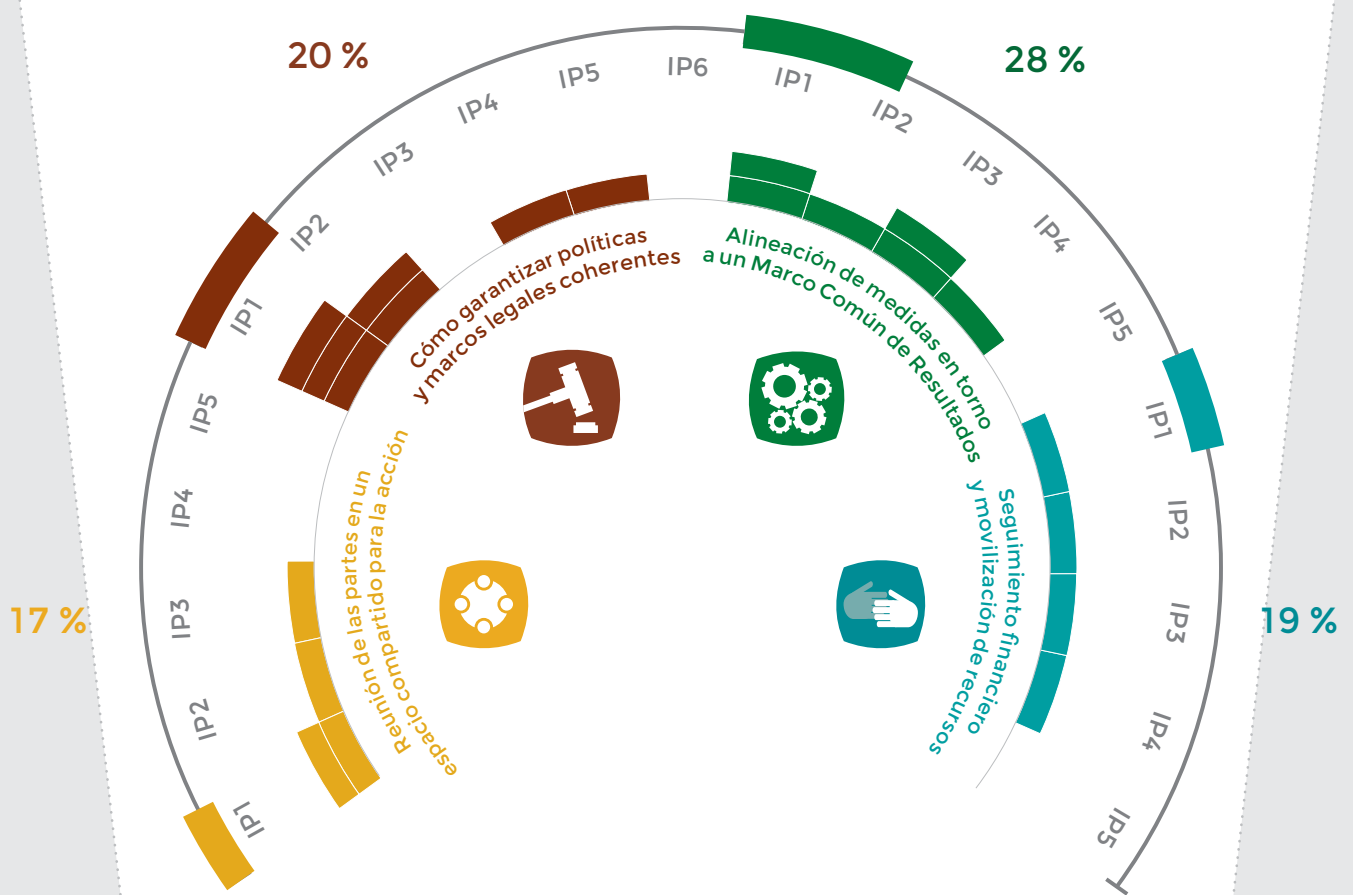 20 %
28 %
17 %
19 %
IP1
IP2
IP3
IP4
IP5
IP1
IP2
IP3
IP4
IP5
IP6
IP1
IP2
IP3
IP4
IP5
IP1
IP2
IP3
IP4
IP5
Reunión de las partes en un
espacio compartido para la acción
Cómo garantizar políticas
y marcos legales coherentes
Alineación de medidas en torno
a un Marco Común de Resultados
Seguimiento financiero
y movilización de recursos